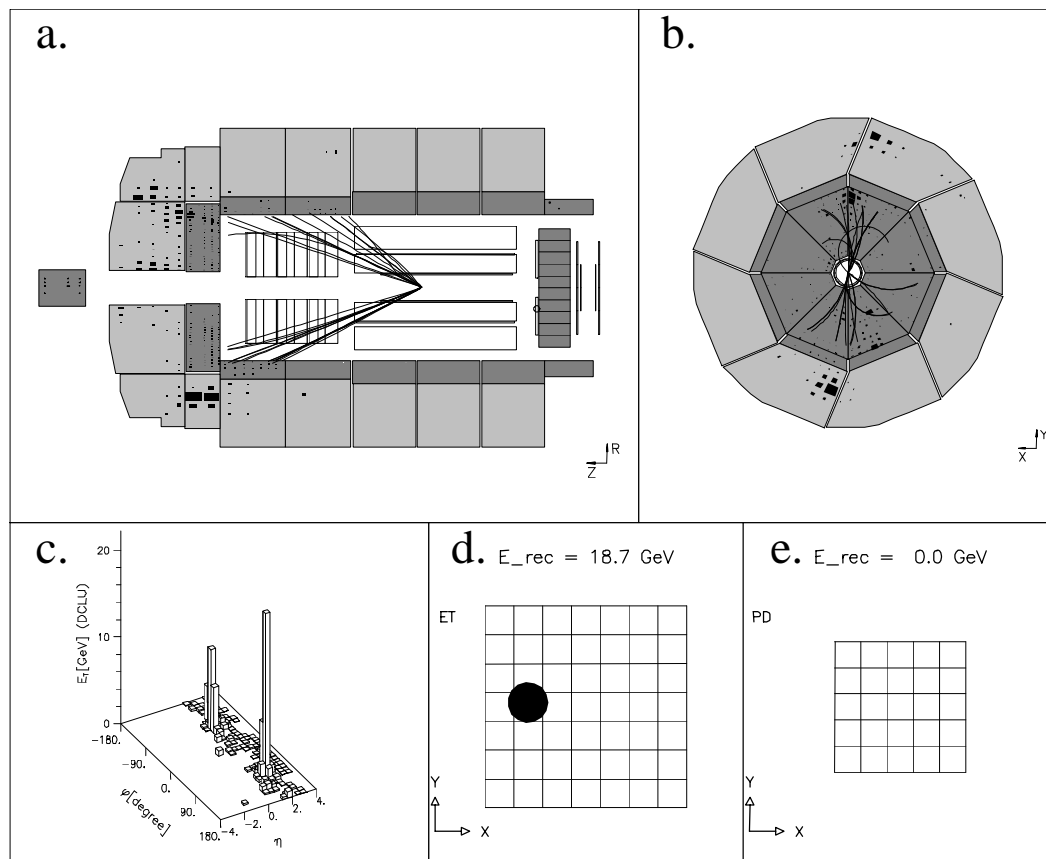 a.
R
Z
b.
Y
X
c.
20
10
0
E_T[GeV] (DCLU)
-180.
-90.
0.
90.
180.
φ[degree]
-4.
-2.
0.
2.
4.
η
d.
E_rec = 18.7 GeV
ET
Y
X
e.
E_rec = 0.0 GeV
PD
Y
X